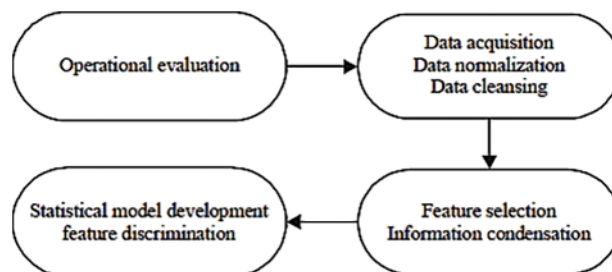 Operational evaluation
Data acquisition
Data normalization
Data cleansing
Feature selection
Information condensation
Statistical model development
feature discrimination